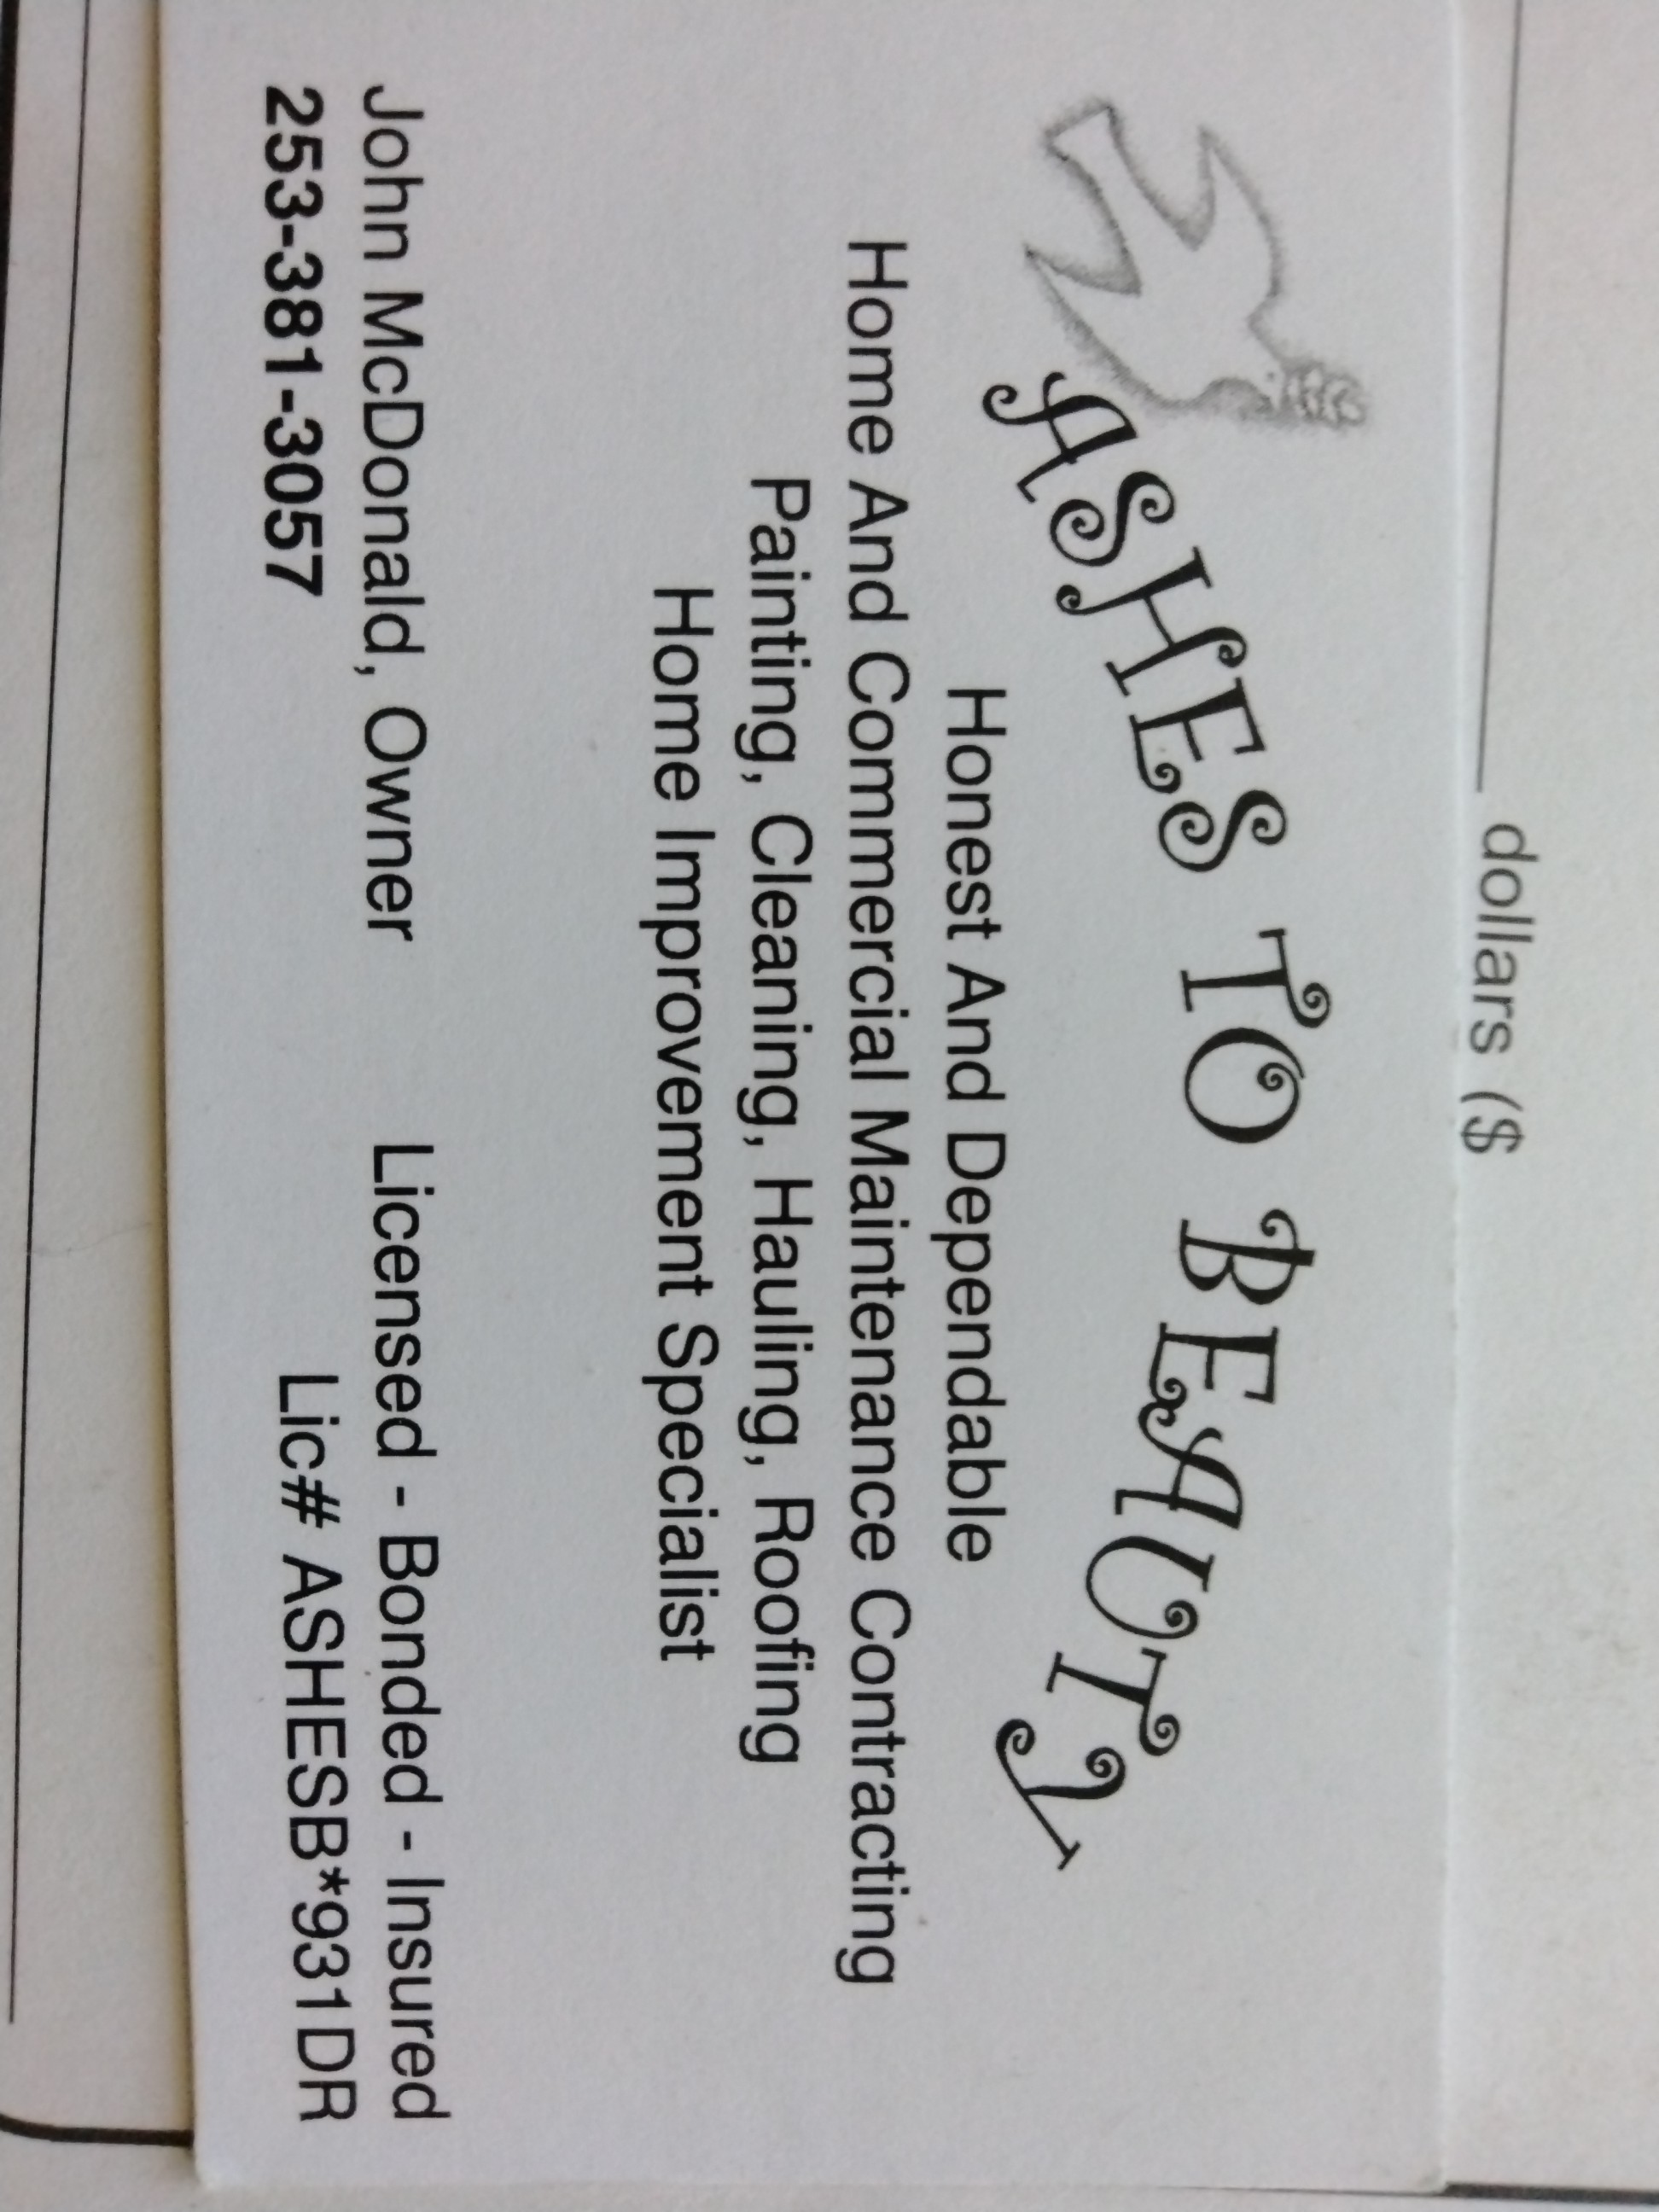 dollars ($
ASHES TO BEAUTY
Honest And Dependable
Home And Commercial Maintenance Contracting
Painting, Cleaning, Hauling, Roofing
Home Improvement Specialist
John McDonald, Owner
Licensed - Bonded - Insured
253-381-3057
Lic# ASHESB*931DR